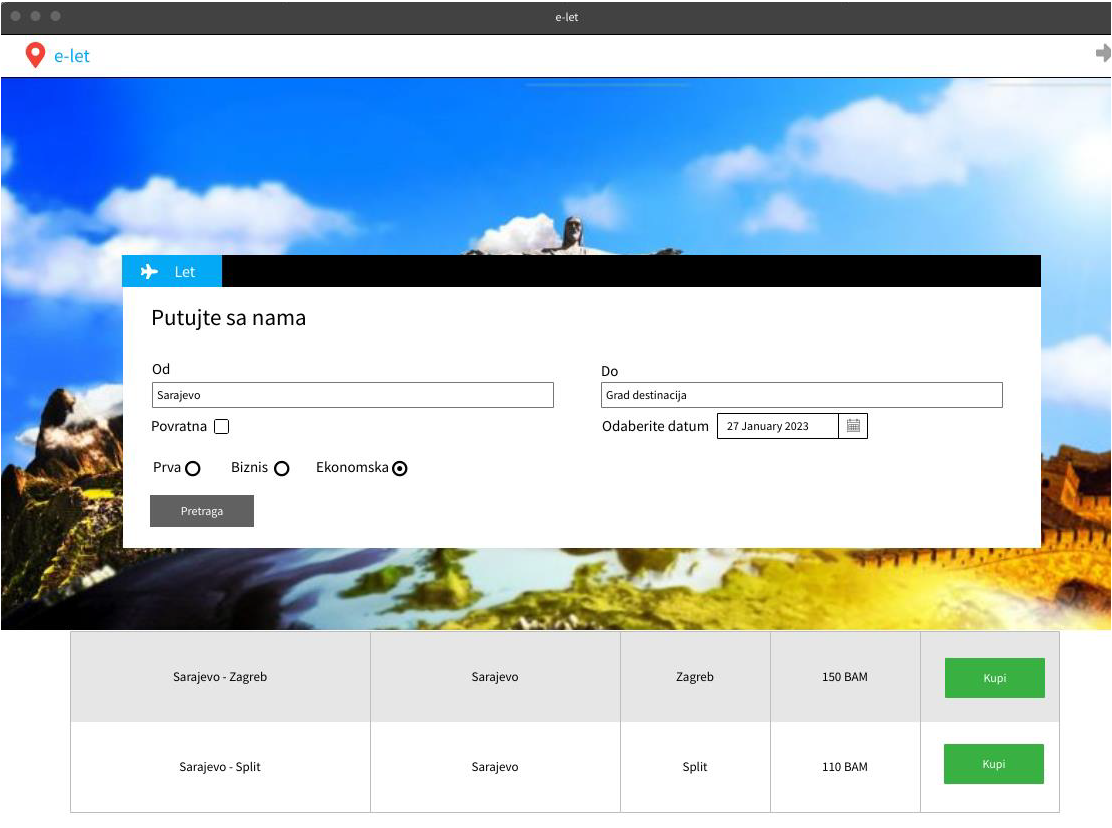 e-let
e-let
Let
Putujte sa nama
Od
Do
Sarajevo
Grad destinacija
Povratna
Odaberite datum 27 January 2023
Prva Biznis Ekonomska
Pretraga
Sarajevo - Zagreb Sarajevo Zagreb 150 BAM Kupi
Sarajevo - Split Sarajevo Split 110 BAM Kupi